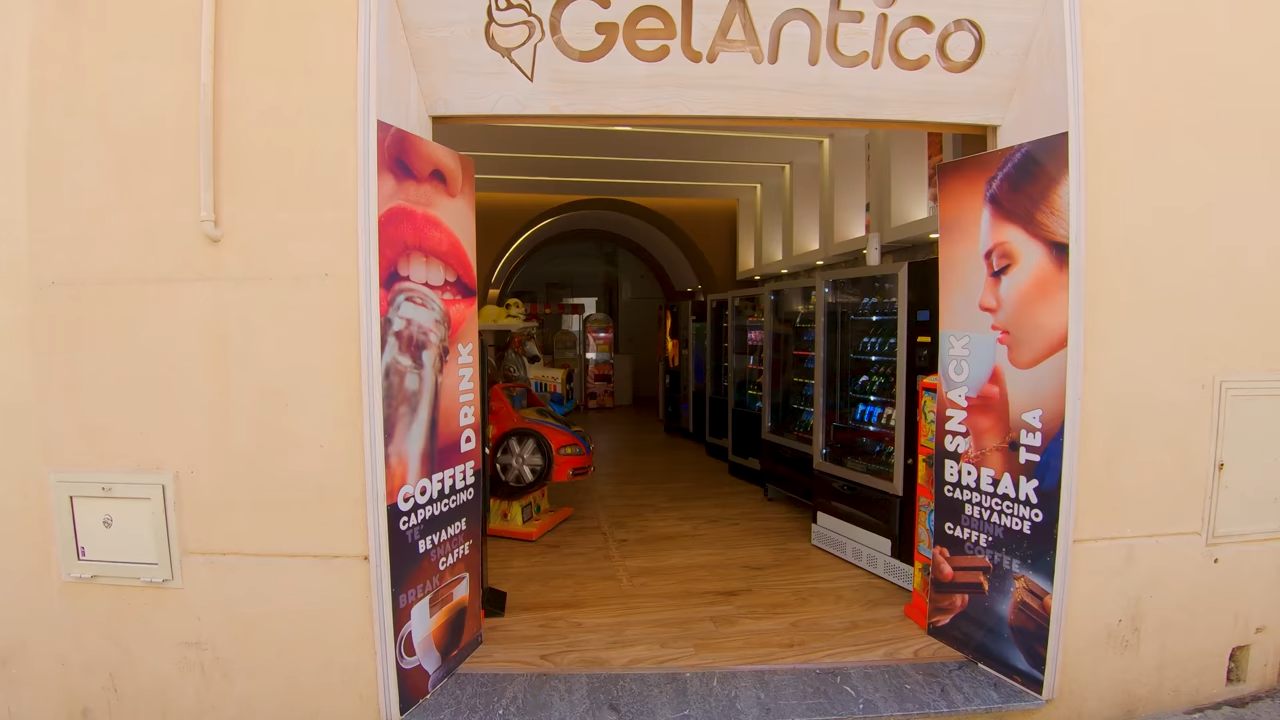 GelAntico
DRINK
COFFEE
CAPPUCCINO
TE'
BEVANDE
SNACK
CAFFE'
BREAK
SNACK
TEA
BREAK
CAPPUCCINO
BEVANDE
DRINK
CAFFE'
COFFEE